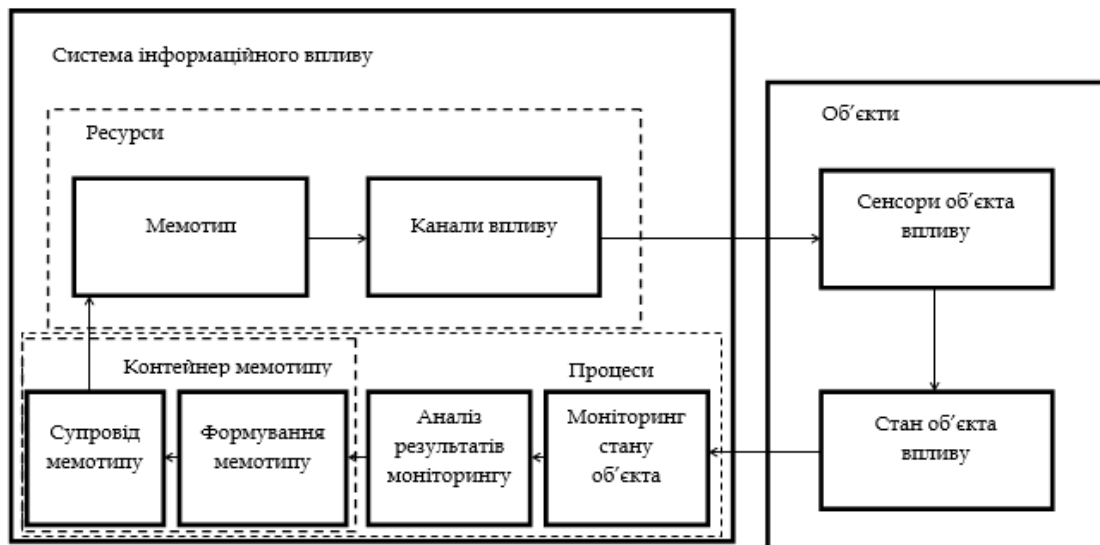 Система інформаційного впливу
Ресурси
Мемотип
Канали впливу
Об’єкти
Сенсори об’єкта
впливу
Контейнер мемотипу
Процеси
Супровід
мемотипу
Формування
мемотипу
Аналіз
результатів
моніторингу
Моніторинг
стану
об’єкта
Стан об’єкта
впливу